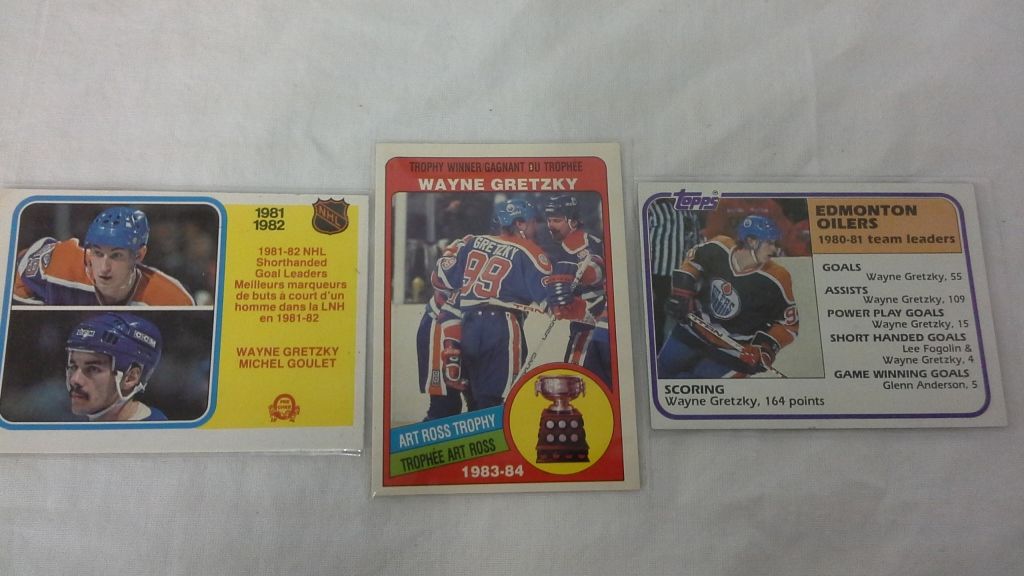 1981
1982
NHL
1981-82 NHL
Shorthanded
Goal Leaders
Meilleurs marqueurs
de buts à court d'un
homme dans la LNH
en 1981-82
WAYNE GRETZKY
MICHEL GOULET
TROPHY WINNER/GAGNANT DU TROPHÉE
WAYNE GRETZKY
GRETZKY
99
ART ROSS TROPHY
TROPHÉE ART ROSS
1983-84
topps®
EDMONTON
OILERS
1980-81 team leaders
OILERS
GOALS
Wayne Gretzky, 55
ASSISTS
Wayne Gretzky, 109
POWER PLAY GOALS
Wayne Gretzky, 15
SHORT HANDED GOALS
Lee Fogolin &
Wayne Gretzky, 4
GAME WINNING GOALS
Glenn Anderson, 5
SCORING
Wayne Gretzky, 164 points